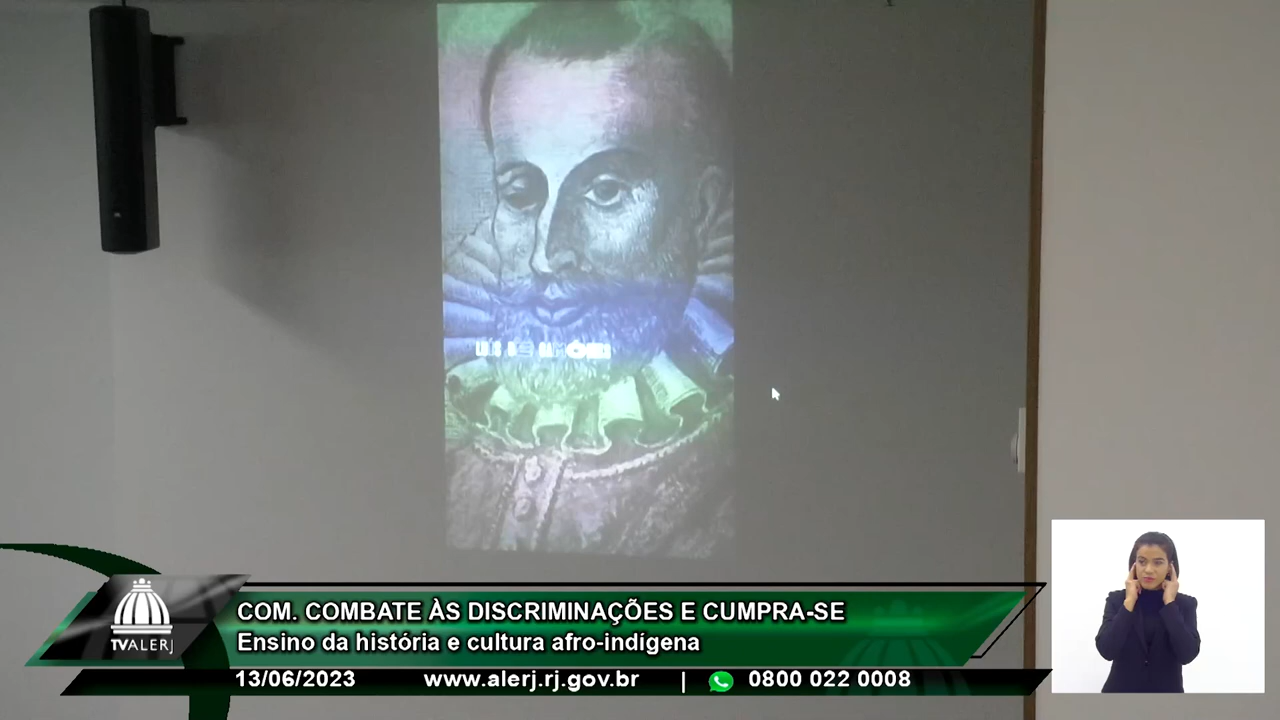 COM. COMBATE ÀS DISCRIMINAÇÕES E CUMPRA-SE
TVALERJ
Ensino da história e cultura afro-indígena
13/06/2023 www.alerj.rj.gov.br | 0800 022 0008